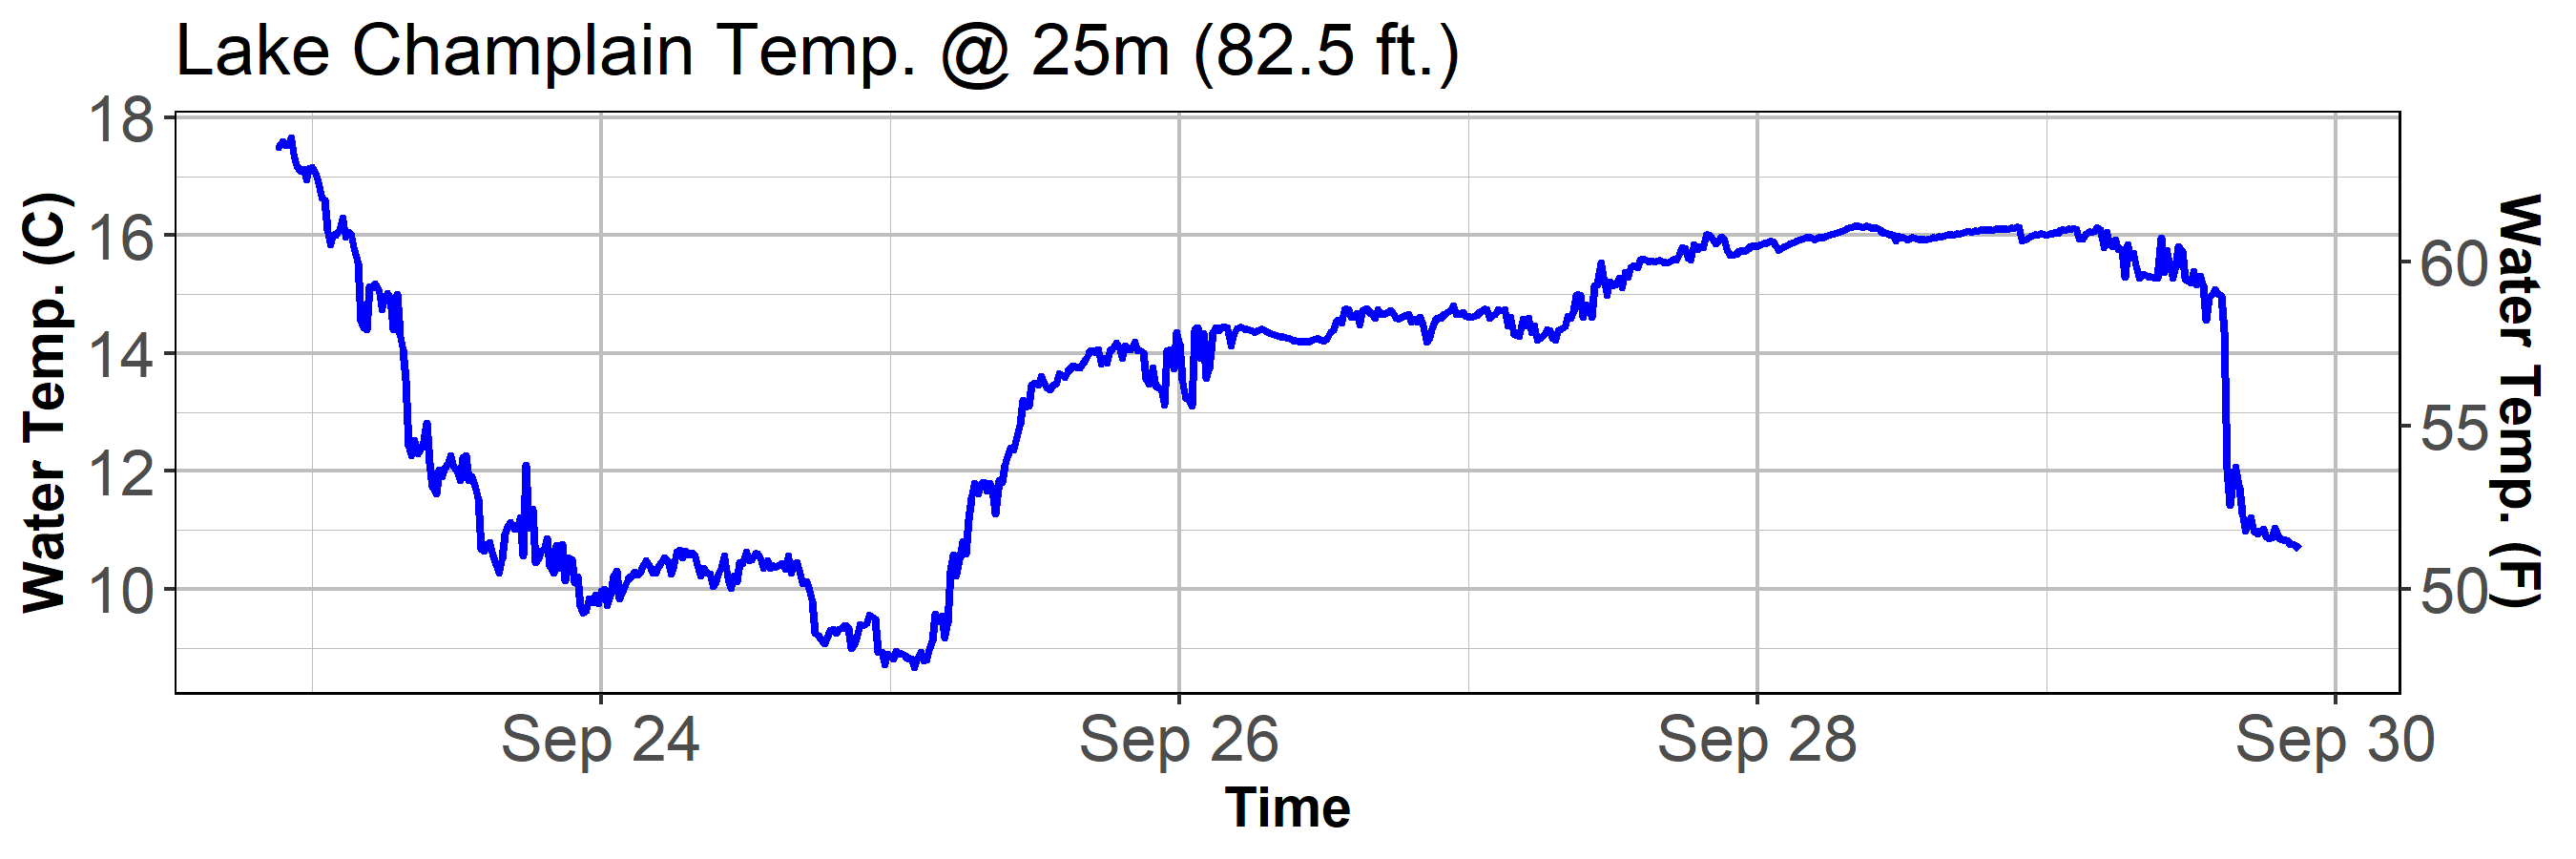 Lake Champlain Temp. @ 25m (82.5 ft.)
Water Temp. (C)
18
16
14
12
10
60
55
50
Water Temp. (F)
Sep 24
Sep 26
Sep 28
Sep 30
Time